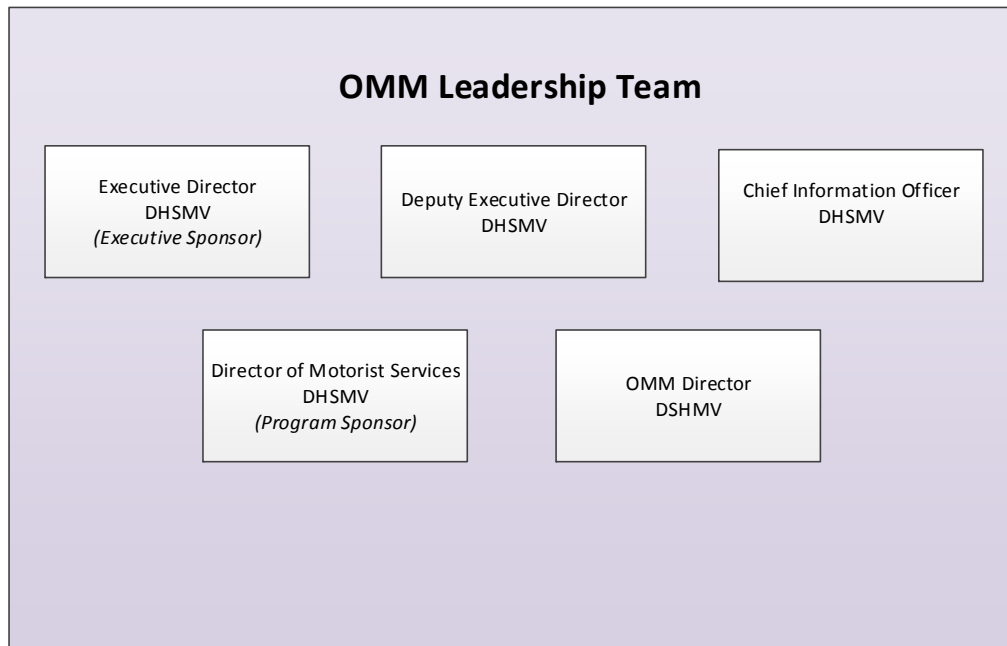 OMM Leadership Team
Executive Director
DHSMV
(Executive Sponsor)
Deputy Executive Director
DHSMV
Chief Information Officer
DHSMV
Director of Motorist Services
DHSMV
(Program Sponsor)
OMM Director
DSHMV